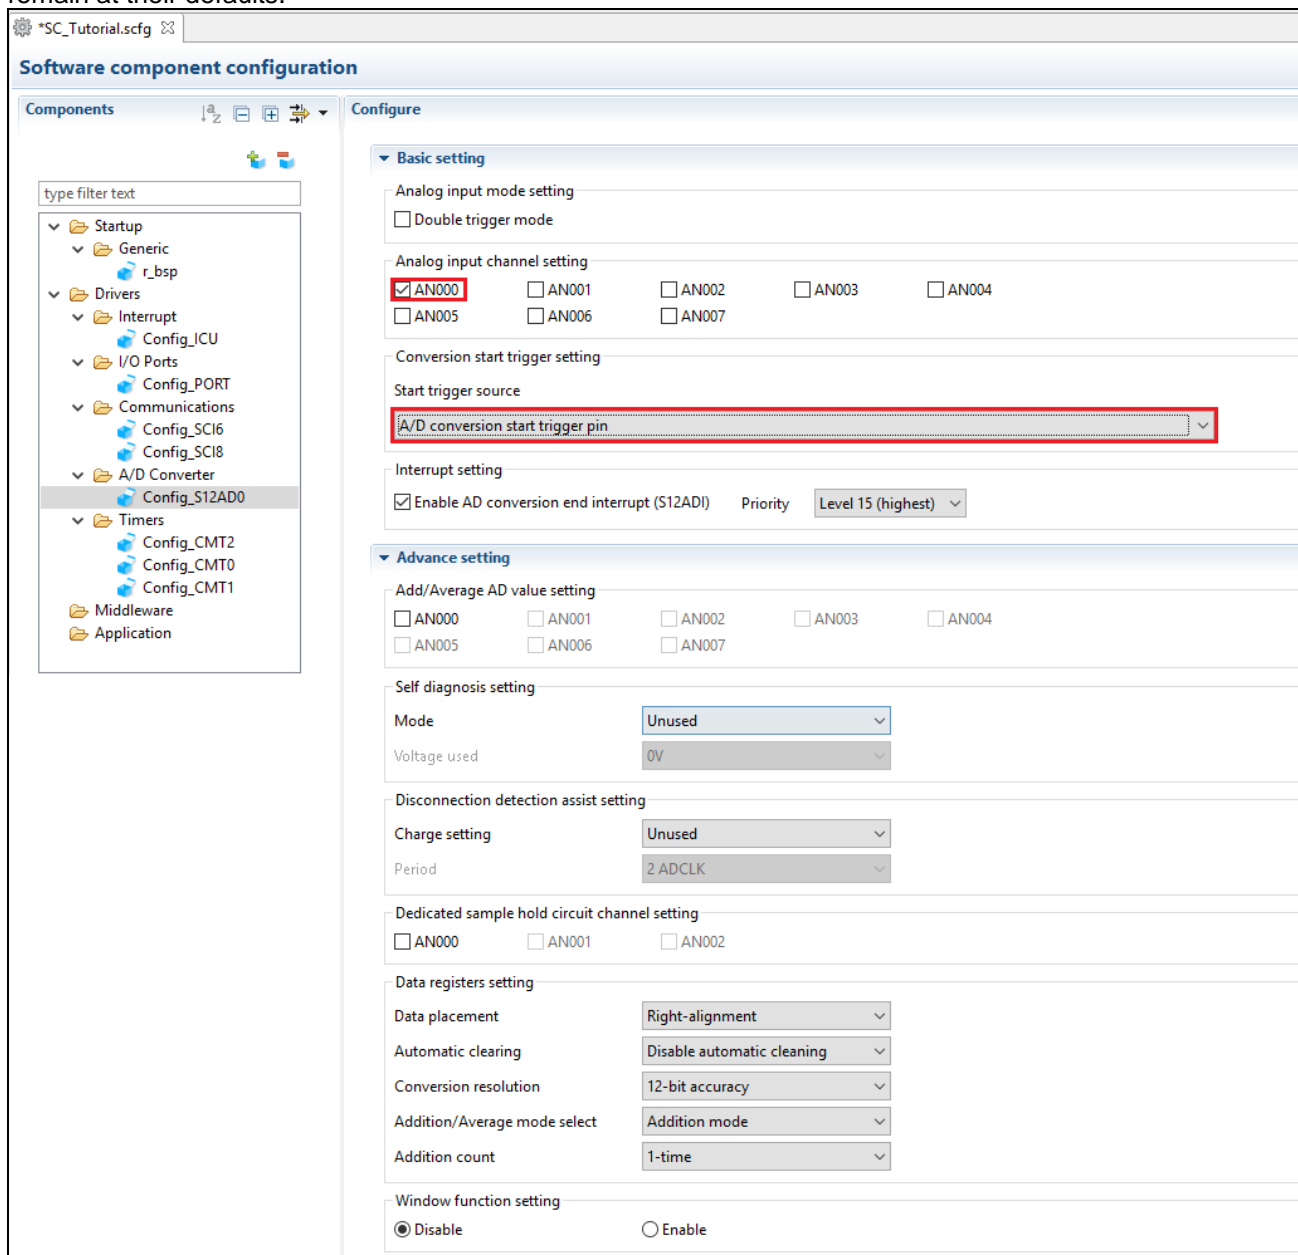 remain at their defaults.
*SC_Tutorial.scfg
Software component configuration
Components
type filter text
Startup
Generic
r_bsp
Drivers
Interrupt
Config_ICU
I/O Ports
Config_PORT
Communications
Config_SCI6
Config_SCI8
A/D Converter
Config_S12AD0
Timers
Config_CMT2
Config_CMT0
Config_CMT1
Middleware
Application
Configure
Basic setting
Analog input mode setting
Double trigger mode
Analog input channel setting
AN000 AN001 AN002 AN003 AN004
AN005 AN006 AN007
Conversion start trigger setting
Start trigger source
A/D conversion start trigger pin
Interrupt setting
Enable AD conversion end interrupt (S12ADI) Priority Level 15 (highest)
Advance setting
Add/Average AD value setting
AN000 AN001 AN002 AN003 AN004
AN005 AN006 AN007
Self diagnosis setting
Mode Unused
Voltage used 0V
Disconnection detection assist setting
Charge setting Unused
Period 2 ADCLK
Dedicated sample hold circuit channel setting
AN000 AN001 AN002
Data registers setting
Data placement Right-alignment
Automatic clearing Disable automatic cleaning
Conversion resolution 12-bit accuracy
Addition/Average mode select Addition mode
Addition count 1-time
Window function setting
Disable Enable